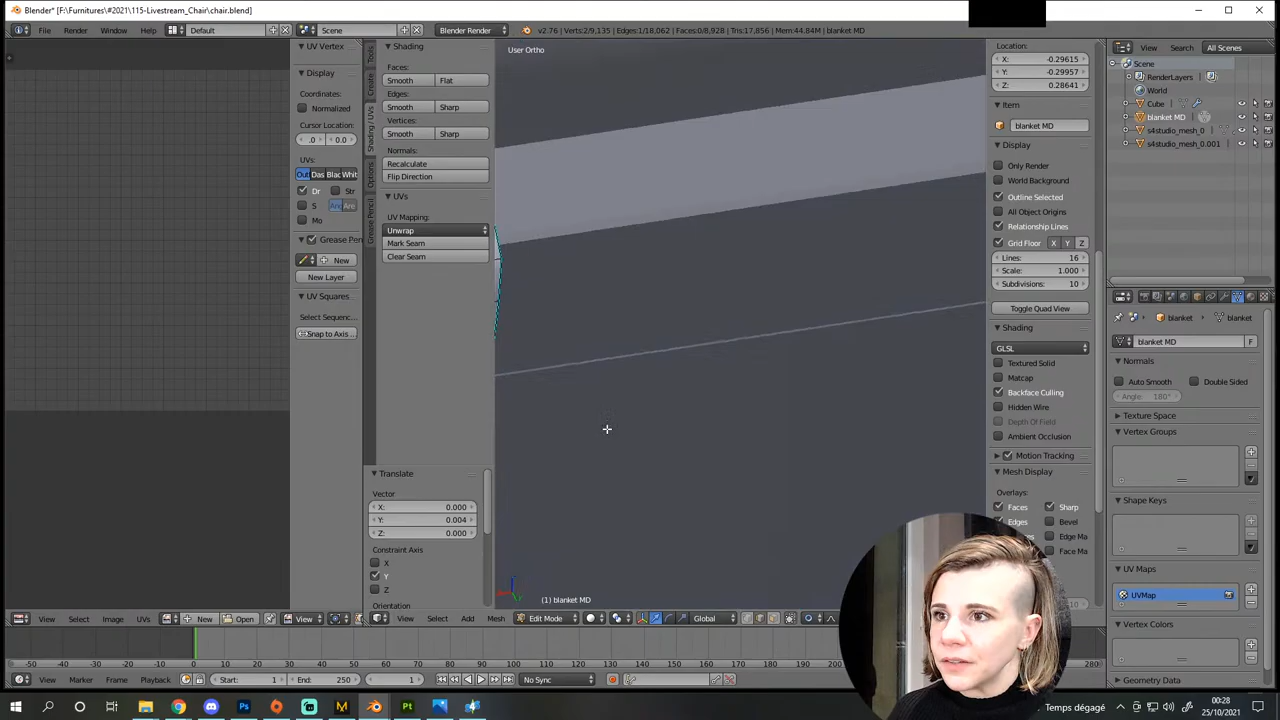 Blender* [F:\Furnitures\#2021\115-Livestream_Chair\chair.blend]
File Render Window Help Default Scene Blender Render v2.76 | Verts:2/9,135 | Edges:1/18,062 | Faces:0/8,928 | Tris:17,856 | Mem:44.84M | blanket MD
UV Vertex
Display
Coordinates:
Normalized
Cursor Location:
.0 0.0
UVs:
Out Das Blac Whit
Dr Str
S Ang Are
Mo
Grease Pen
New
New Layer
UV Squares
Select Sequenc...
Snap to Axis ..
Tools
Create
Shading / UVs
Options
Grease Pencil
Shading
Faces:
Smooth Flat
Edges:
Smooth Sharp
Vertices:
Smooth Sharp
Normals:
Recalculate
Flip Direction
UVs
UV Mapping:
Unwrap
Mark Seam
Clear Seam
Translate
Vector
X: 0.000
Y: 0.004
Z: 0.000
Constraint Axis
X
Y
Z
Orientation
User Ortho
(1) blanket MD
Location:
X: -0.29615
Y: -0.29957
Z: 0.28641
Item
blanket MD
Display
Only Render
World Background
Outline Selected
All Object Origins
Relationship Lines
Grid Floor X Y Z
Lines: 16
Scale: 1.000
Subdivisions: 10
Toggle Quad View
Shading
GLSL
Textured Solid
Matcap
Backface Culling
Hidden Wire
Depth Of Field
Ambient Occlusion
Motion Tracking
Mesh Display
Overlays:
Faces Sharp
Edges Bevel
Edge Ma
Face Ma
View Search All Scenes
Scene
RenderLayers
World
Cube
blanket MD
s4studio_mesh_0
s4studio_mesh_0.001
blanket blanket
blanket MD F
Normals
Auto Smooth Double Sided
Angle: 180°
Texture Space
Vertex Groups
Shape Keys
UV Maps
UVMap
Vertex Colors
Geometry Data
View Select Image UVs New Open View
View Select Add Mesh Edit Mode Global
-50 -40 -30 -20 -10 0 10 20 30 40 50 60 70 80 90 100 110 120 130 140 150 160 170 180 190 280
View Marker Frame Playback Start: 1 End: 250 1 No Sync
Temps dégagé
00:28
25/10/2021